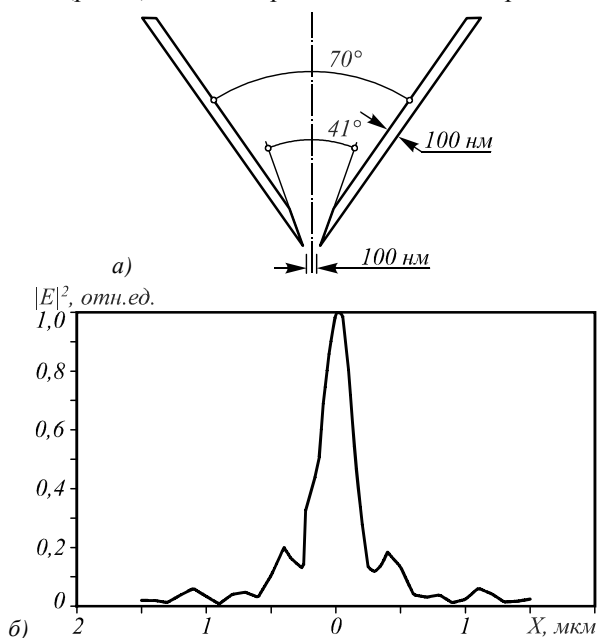 70°
41°
100 нм
100 нм
а)
|E|², отн.ед.
1,0
0,8
0,6
0,4
0,2
0
2 1 0 1 X, мкм
б)